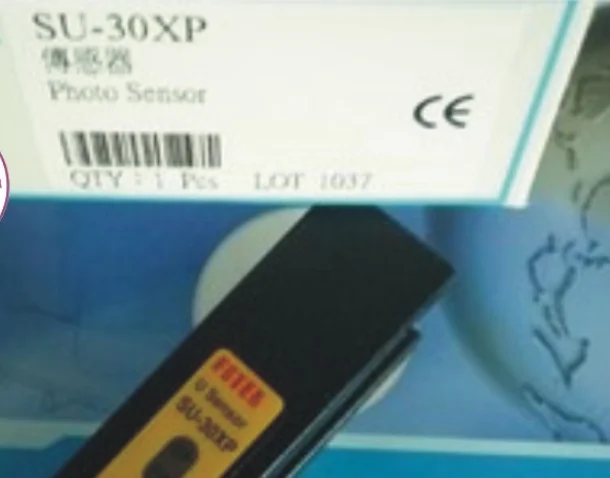 SU-30XP
傳感器
Photo Sensor
CE
QTY : 1 Pcs LOT 1037
FOTEK
U Sensor
SU-30XP